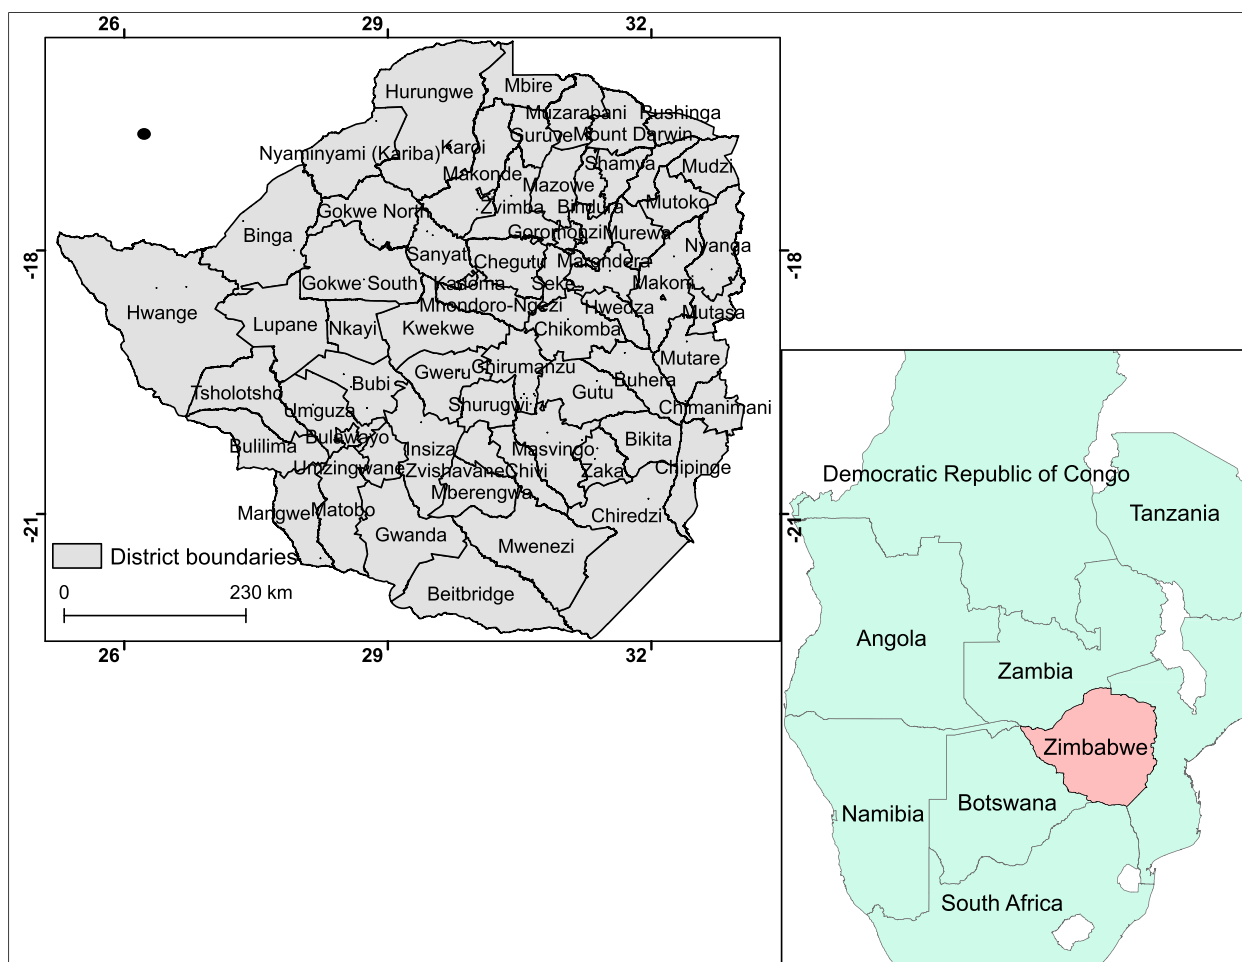 26 29 32
Hurungwe
Mbire
Muzarabani Rushinga
Guruve Mount Darwin
Karoi
Nyaminyami (Kariba)
Shamva
Mudzi
Makonde
Mazowe
Mutoko
Zvimba Bindura
Gokwe North
Binga
Goromonzi Murewa
Nyanga
Sanyati
Chegutu Marondera
-18 -18
Gokwe South
Kadoma
Seke
Makoni
Mhondoro-Ngezi
Hwedza
Mutasa
Hwange
Lupane
Nkayi
Kwekwe
Chikomba
Mutare
Gweru
Chirumanzu
Buhera
Bubi
Tsholotsho
Gutu
Umguza
Shurugwi
Chimanimani
Bulawayo
Bulilima
Insiza
Masvingo
Bikita
Umzingwane
Zvishavane
Chivi
Zaka
Chipinge
Mberengwa
Mangwe
Matobo
Chiredzi
-21 -21
Gwanda
Mwenezi
District boundaries
Beitbridge
0 230 km
26 29 32
Democratic Republic of Congo
Tanzania
Angola
Zambia
Zimbabwe
Botswana
Namibia
South Africa